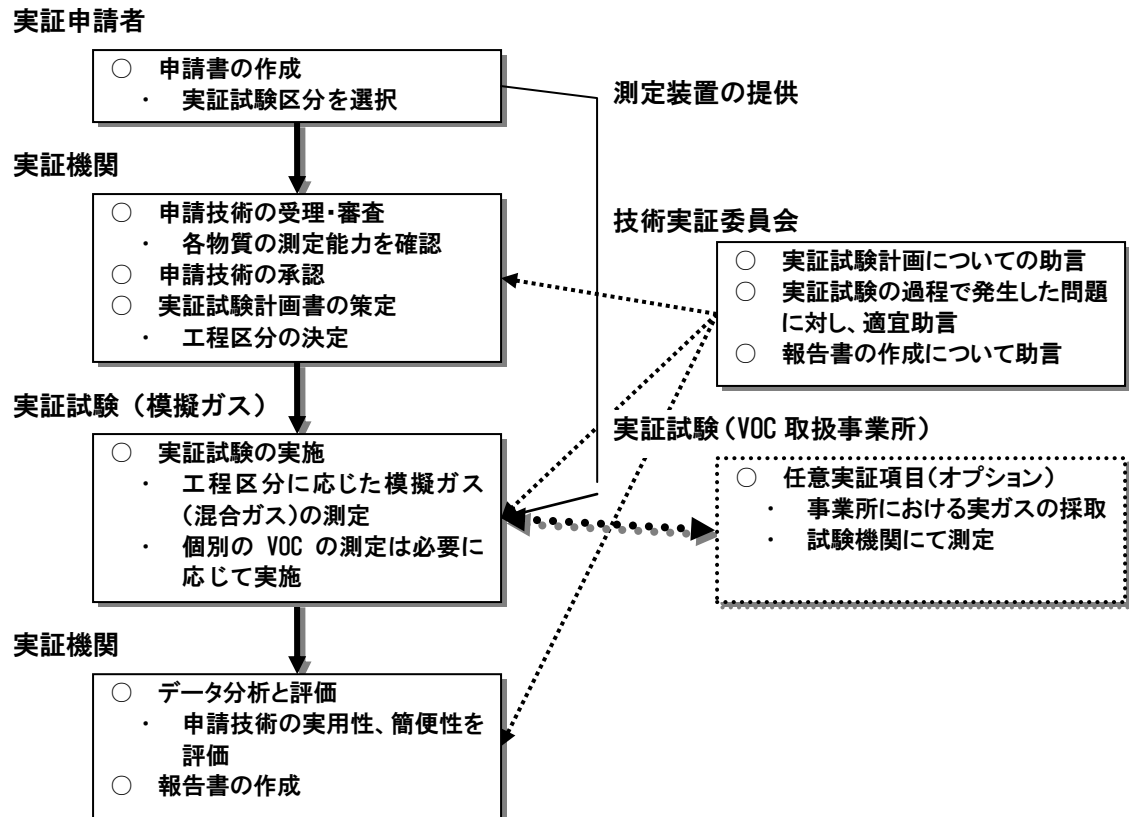 実証申請者
○ 申請書の作成
・ 実証試験区分を選択
測定装置の提供
実証機関
○ 申請技術の受理・審査
・ 各物質の測定能力を確認
○ 申請技術の承認
○ 実証試験計画書の策定
・ 工程区分の決定
技術実証委員会
○ 実証試験計画についての助言
○ 実証試験の過程で発生した問題
に対し、適宜助言
○ 報告書の作成について助言
実証試験（模擬ガス）
○ 実証試験の実施
・ 工程区分に応じた模擬ガス
（混合ガス）の測定
・ 個別の VOC の測定は必要に
応じて実施
実証試験（VOC 取扱事業所）
○ 任意実証項目（オプション）
・ 事業所における実ガスの採取
・ 試験機関にて測定
実証機関
○ データ分析と評価
・ 申請技術の実用性、簡便性を
評価
○ 報告書の作成